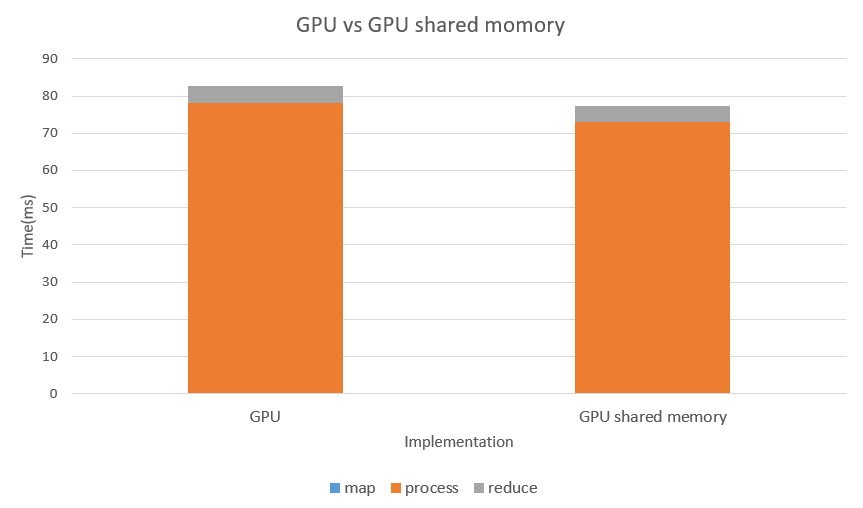 GPU vs GPU shared momory
90
80
70
60
50
40
30
20
10
0
Time(ms)
GPU
GPU shared memory
Implementation
map
process
reduce